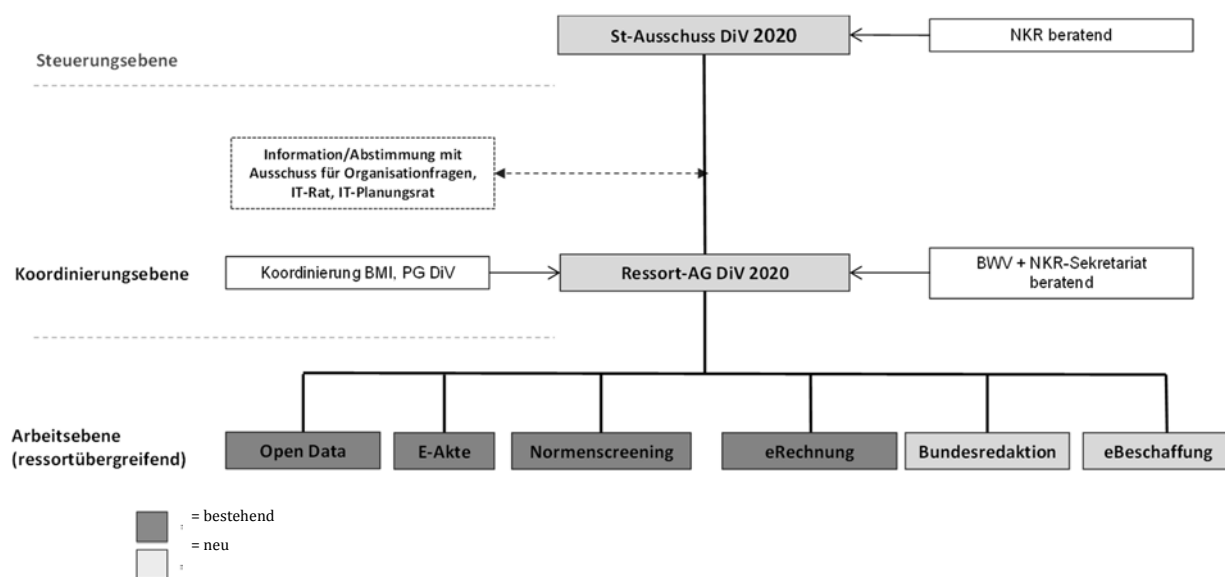 St-Ausschuss DiV 2020
NKR beratend
Steuerungsebene
Information/Abstimmung mit
Ausschuss für Organisationfragen,
IT-Rat, IT-Planungsrat
Koordinierungsebene
Koordinierung BMI, PG DiV
Ressort-AG DiV 2020
BWV + NKR-Sekretariat
beratend
Arbeitsebene
(ressortübergreifend)
Open Data
E-Akte
Normenscreening
eRechnung
Bundesredaktion
eBeschaffung
= bestehend
= neu